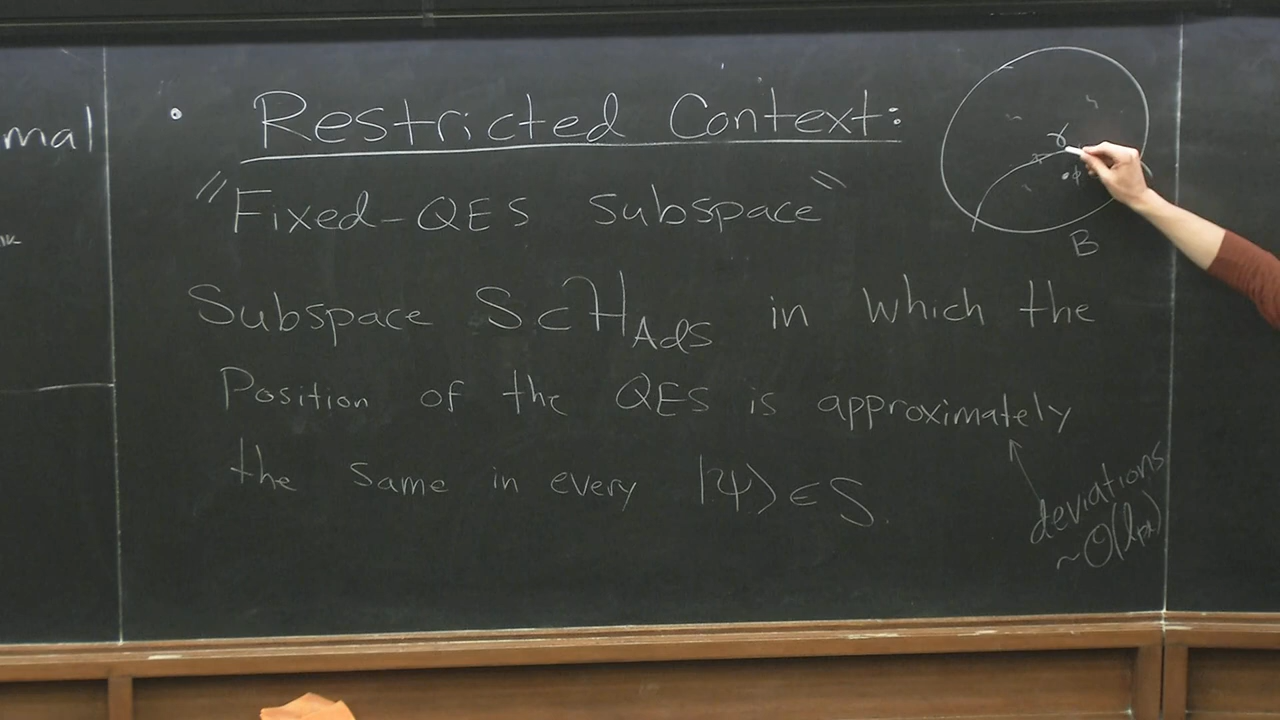 mal
• Restricted Context:
"Fixed-QES subspace"
Subspace S⊂H_AdS in which the
Position of the QES is approximately
the same in every |ψ⟩∈S.
deviations
~O(l_pl)
γ
ϕ
B